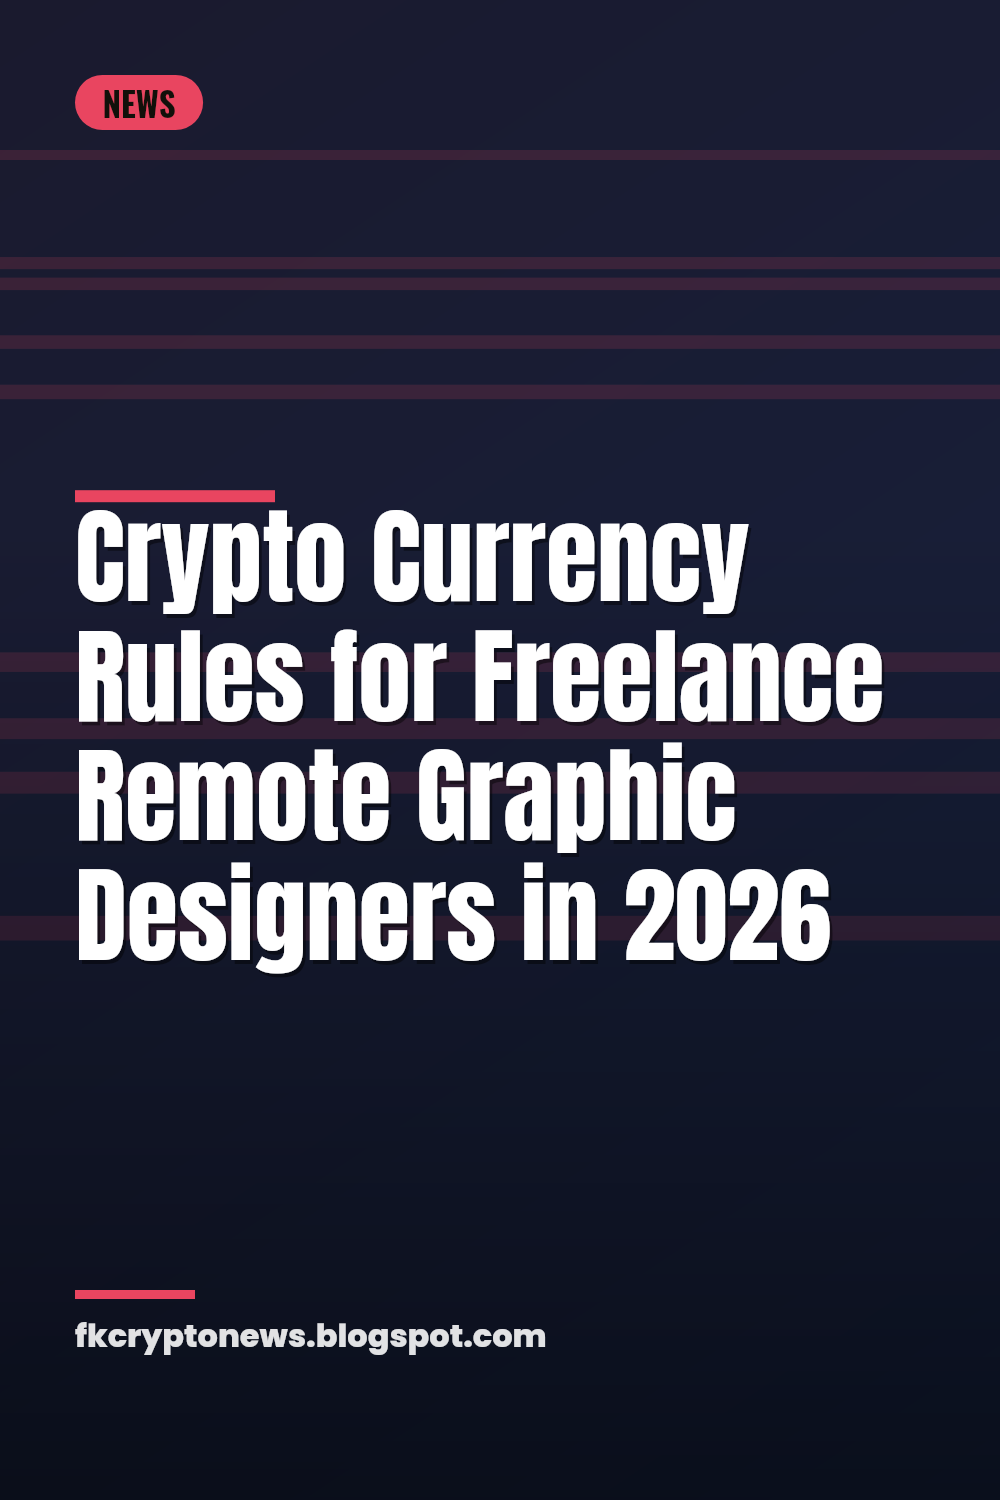 NEWS
Crypto Currency
Rules for Freelance
Remote Graphic
Designers in 2026
fkcryptonews.blogspot.com